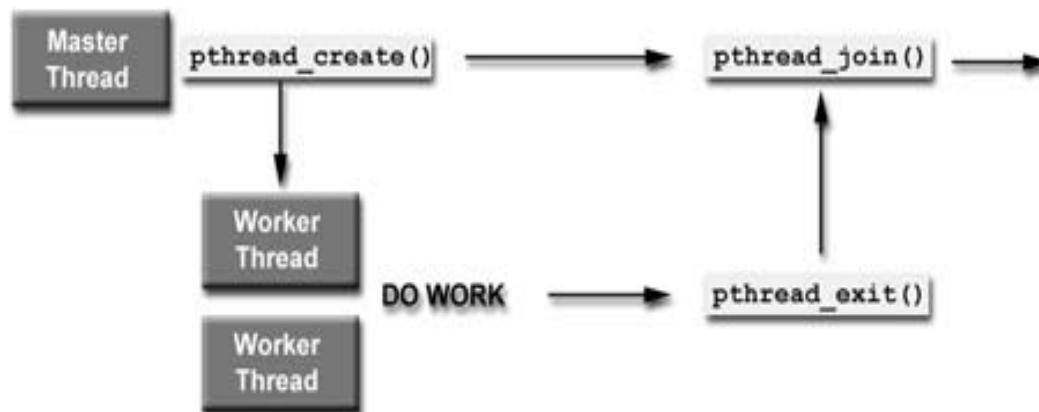 Master
Thread
pthread_create()
pthread_join()
Worker
Thread
DO WORK
pthread_exit()
Worker
Thread